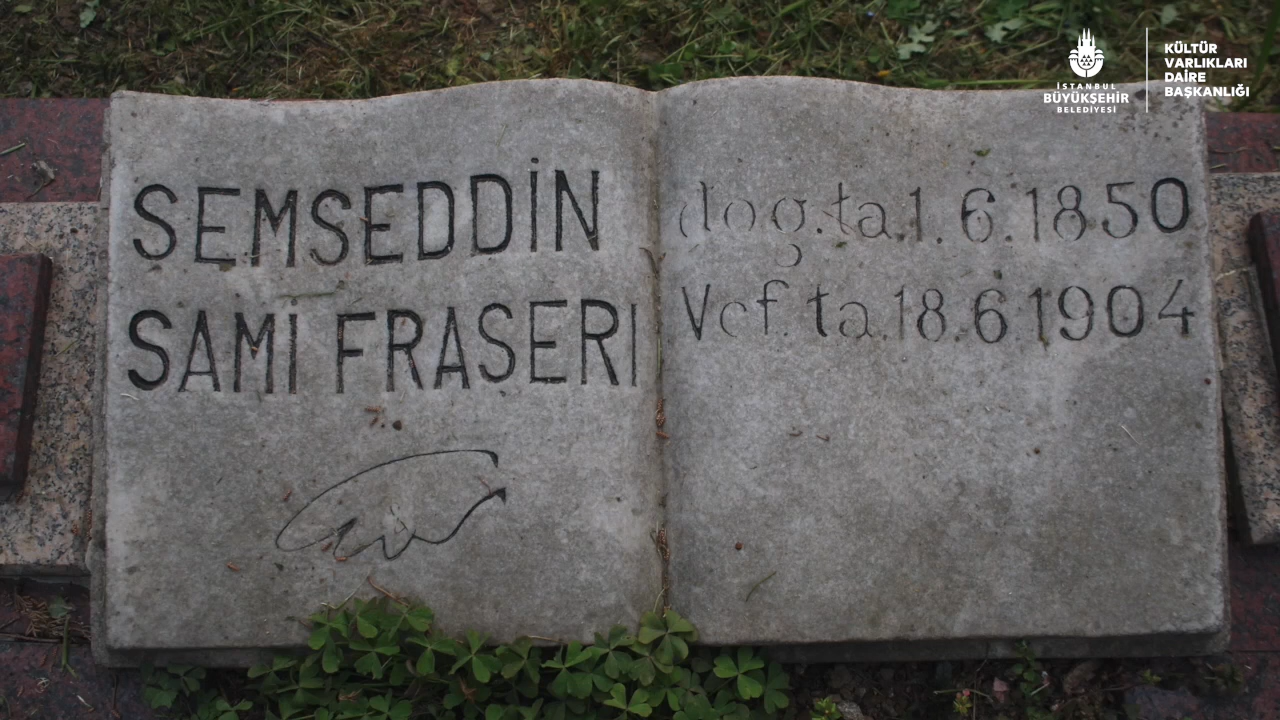 SEMSEDDİN
SAMİ FRASERI
doğ.ta.1.6.1850
Vef.ta.18.6.1904
İSTANBUL
BÜYÜKŞEHİR
BELEDİYESİ
KÜLTÜR
VARLIKLARI
DAİRE
BAŞKANLIĞI